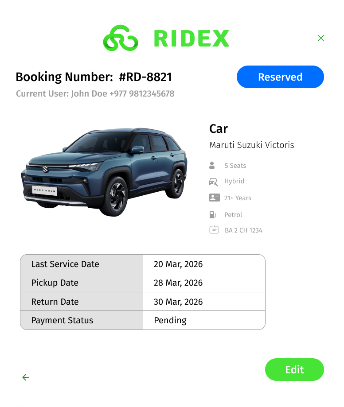 RIDEX
Booking Number: #RD-8821
Reserved
Current User: John Doe +977 9812345678
Car
Maruti Suzuki Victoris
5 Seats
Hybrid
21+ Years
Petrol
BA 2 CH 1234
Last Service Date 20 Mar, 2026
Pickup Date 28 Mar, 2026
Return Date 30 Mar, 2026
Payment Status Pending
Edit